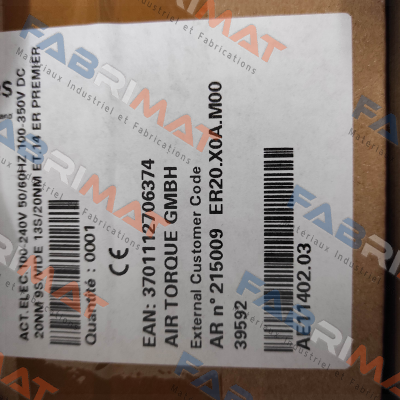 ACT. ELEC.100-240V 50/60HZ 100-350V DC
20NM 9S.VIDE 13S/20NM ET.14 ER PREMIER
Quantité : 0001
CE
EAN: 3701112706374
AIR TORQUE GMBH
External Customer Code
AR n° 215009 ER20.X0A.M00
39592
AE11402.03
FABRIMAT
Materiaux Industriel et Fabrications